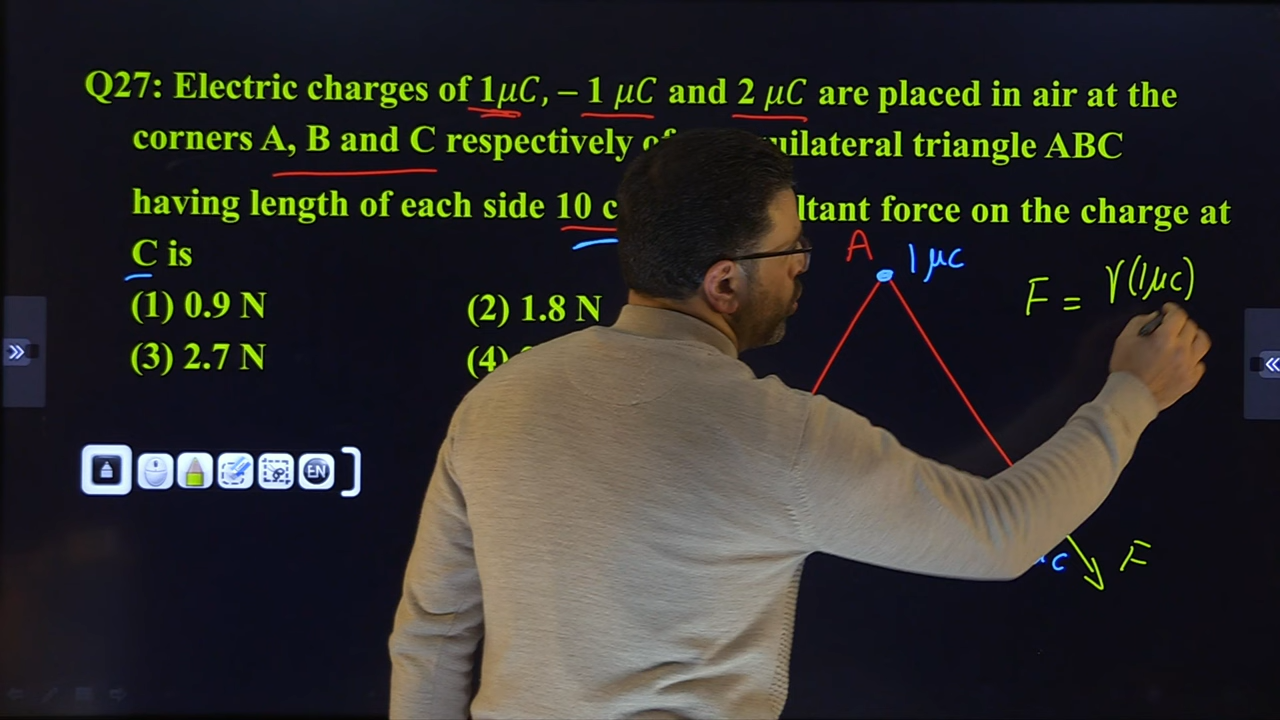 Q27: Electric charges of 1μC, – 1 μC and 2 μC are placed in air at the
corners A, B and C respectively uilateral triangle ABC
having length of each side 10 c ltant force on the charge at
C is
(1) 0.9 N (2) 1.8 N
(3) 2.7 N (4)
A 1 μc
F = γ(1μc)
c F
EN